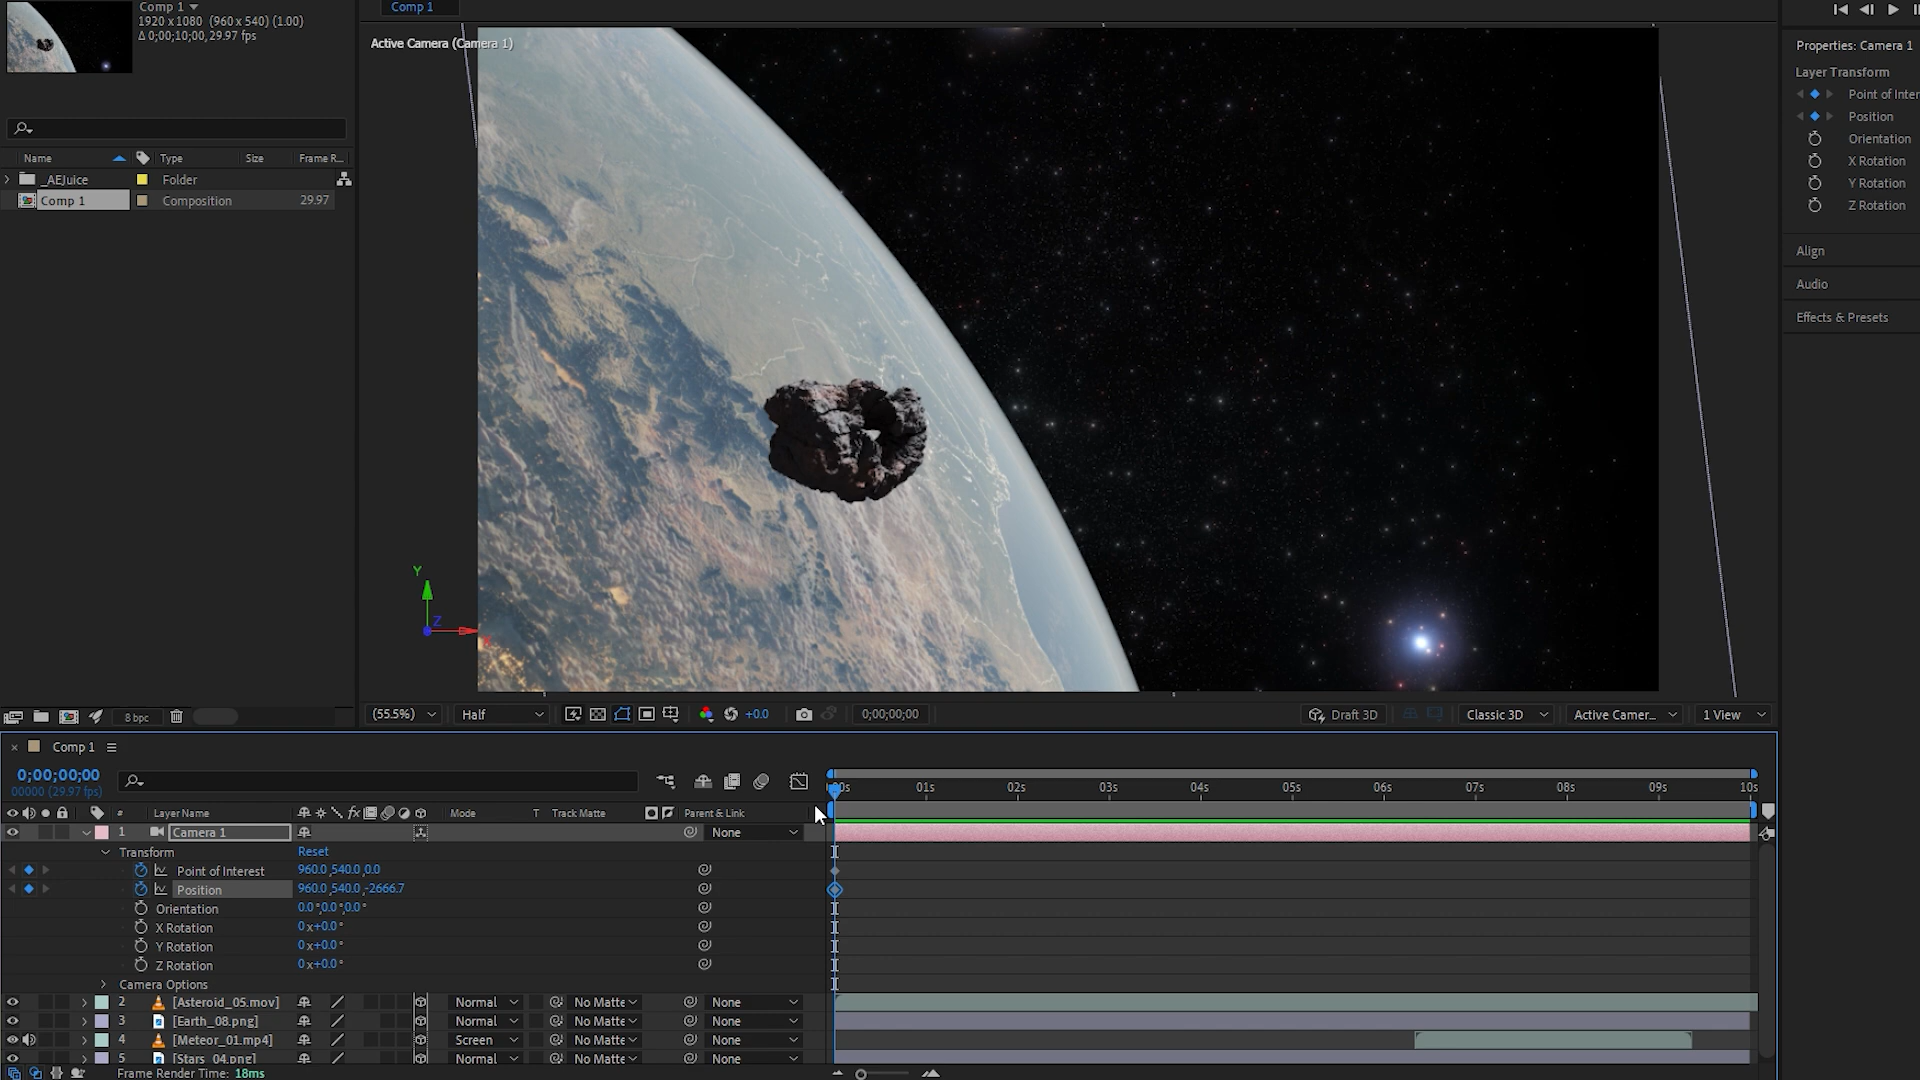 Comp 1
1920 x 1080 (960 x 540) (1.00)
Δ 0;00;10;00, 29.97 fps
Name Type Size Frame R...
_AEJuice Folder
Comp 1 Composition 29.97
8 bpc
Comp 1
Active Camera (Camera 1)
Y
Z
(55.5%) Half +0.0 0;00;00;00 Draft 3D Classic 3D Active Camer... 1 View
Properties: Camera 1
Layer Transform
Point of Inter
Position
Orientation
X Rotation
Y Rotation
Z Rotation
Align
Audio
Effects & Presets
Comp 1
0;00;00;00
00000 (29.97 fps)
01s 02s 03s 04s 05s 06s 07s 08s 09s 10s
# Layer Name fx Mode T Track Matte Parent & Link
1 Camera 1 None
Transform Reset
Point of Interest 960.0,540.0,0.0
Position 960.0,540.0,-2666.7
Orientation 0.0°,0.0°,0.0°
X Rotation 0x+0.0°
Y Rotation 0x+0.0°
Z Rotation 0x+0.0°
Camera Options
2 [Asteroid_05.mov] Normal No Matte None
3 [Earth_08.png] Normal No Matte None
4 [Meteor_01.mp4] Screen No Matte None
5 [Stars_04.png] Normal No Matte None
Frame Render Time: 18ms